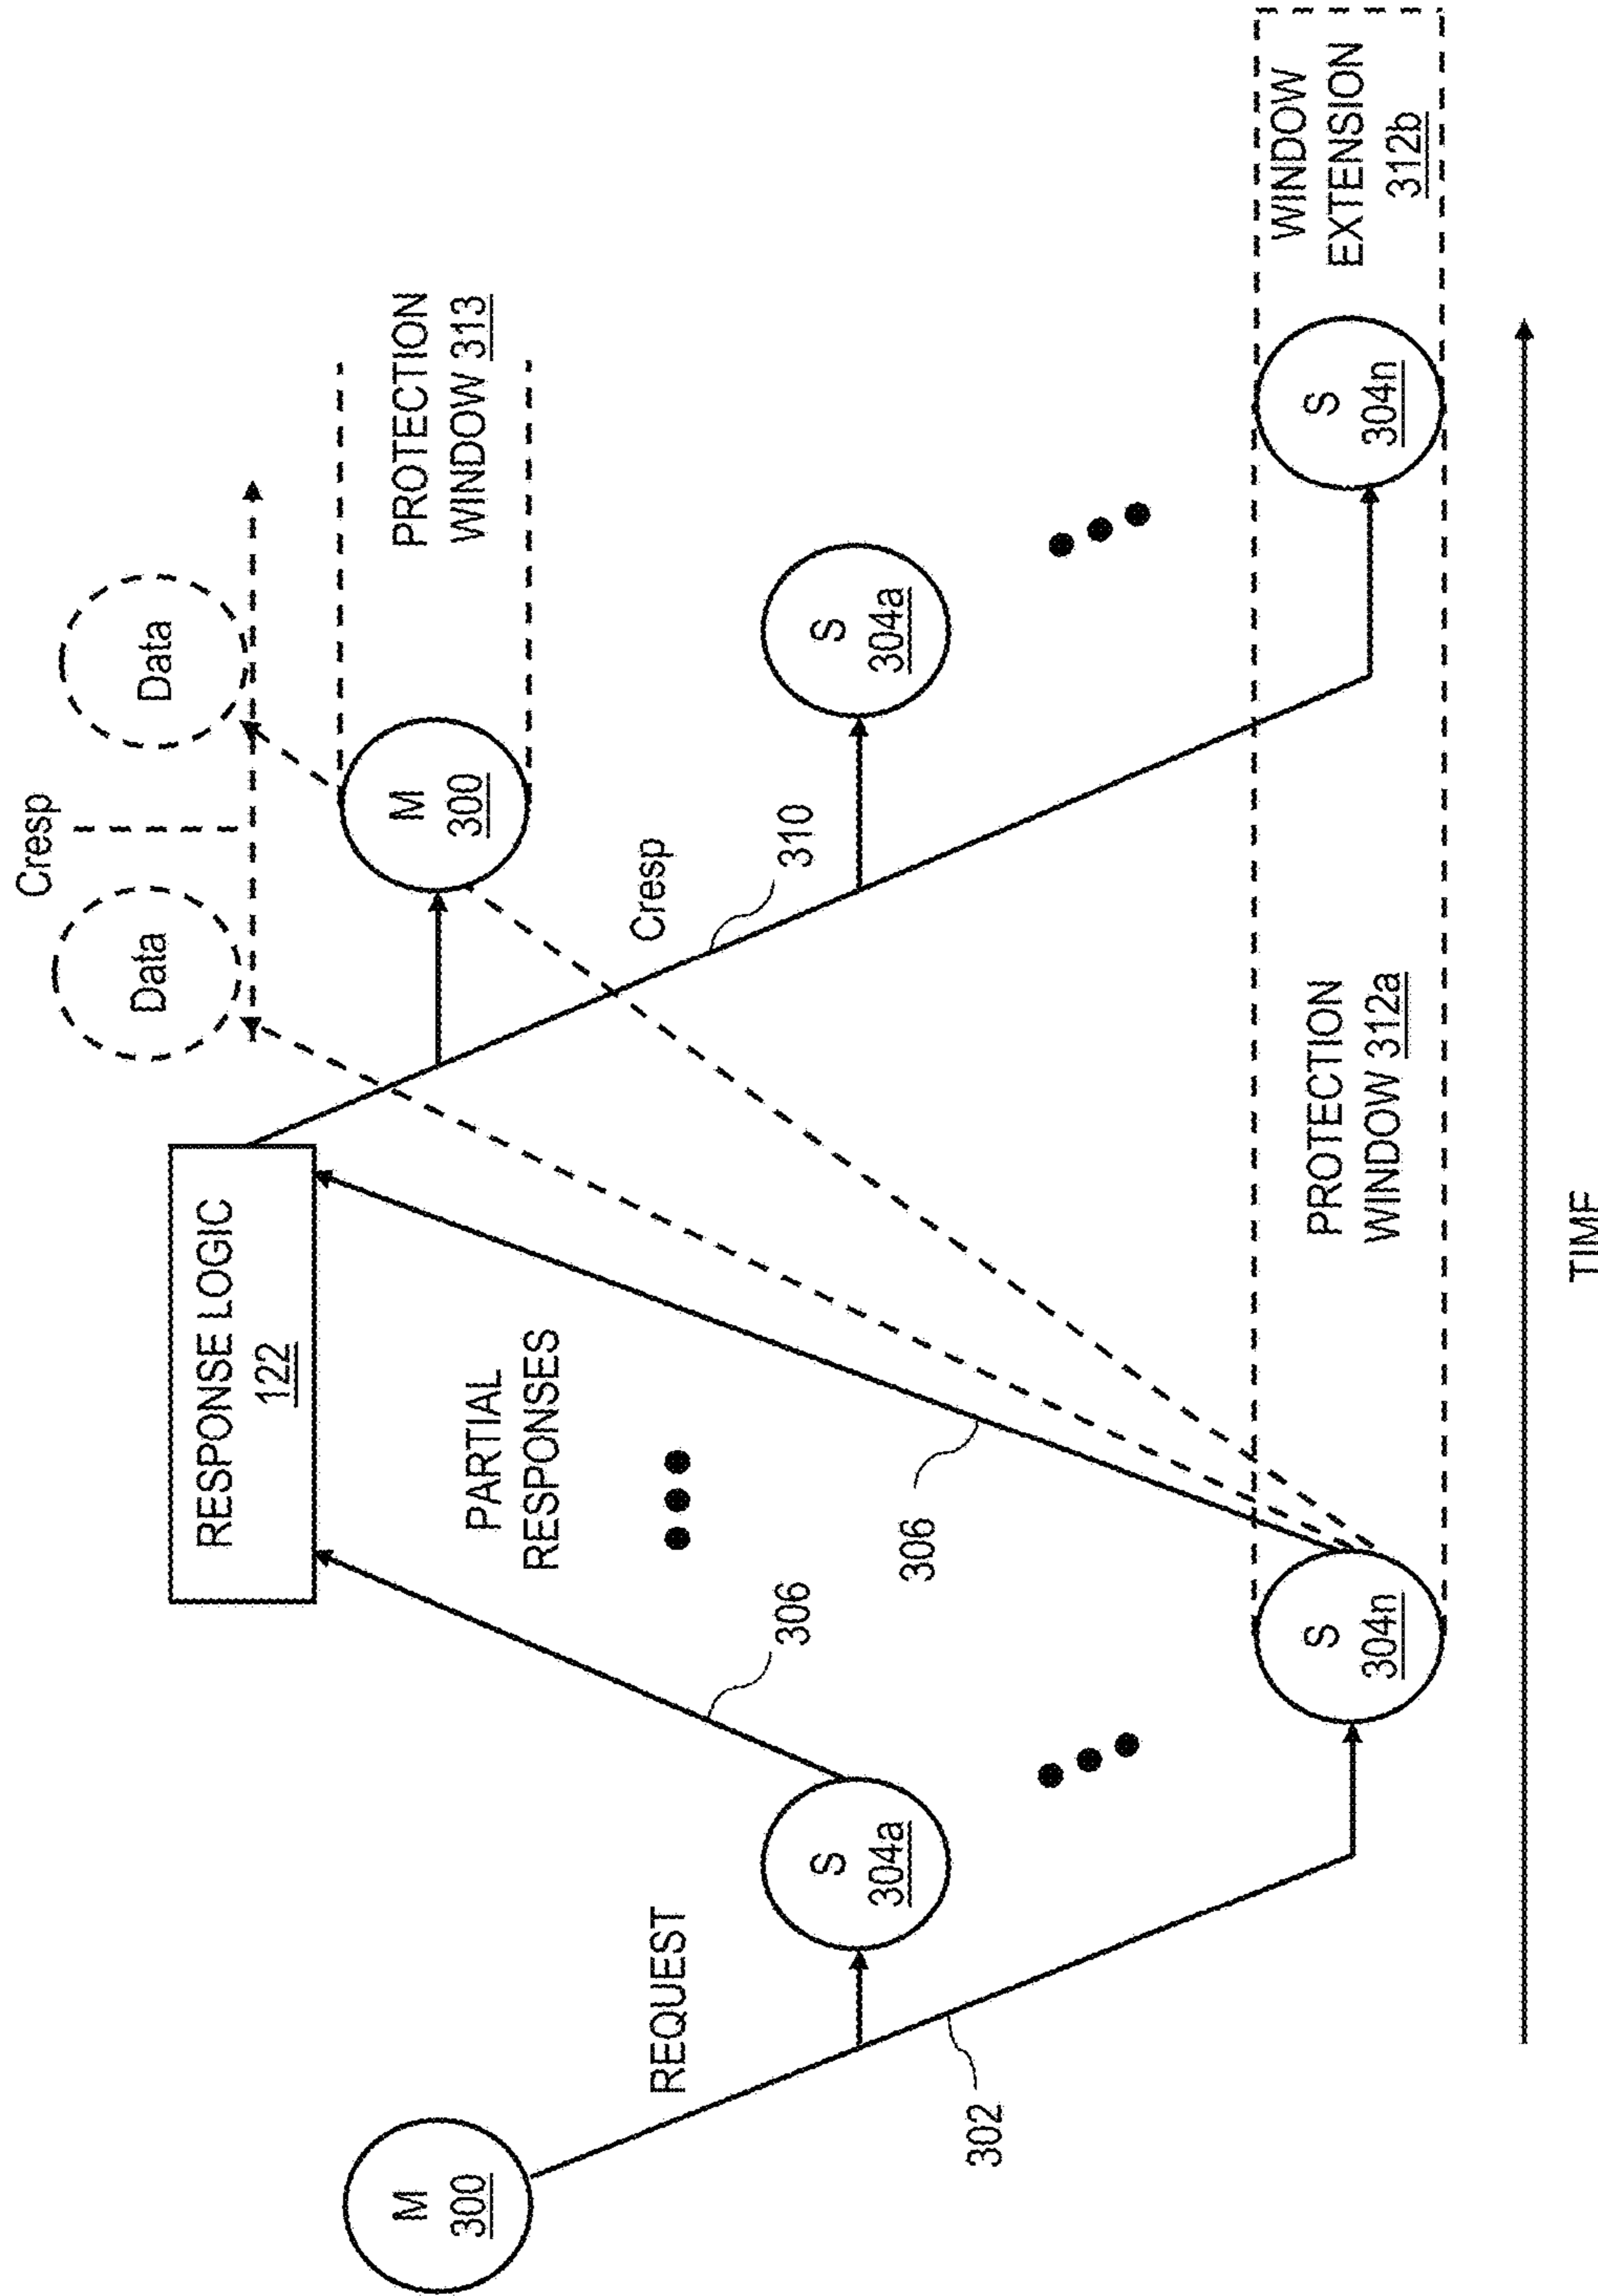 Cresp
Data
Data
RESPONSE LOGIC
122
M
300
M
300
PROTECTION
WINDOW 313
PARTIAL
RESPONSES
REQUEST
Cresp
306
310
S
304a
S
304a
302
306
S
304n
PROTECTION
WINDOW 312a
S
304n
WINDOW
EXTENSION
312b
TIME